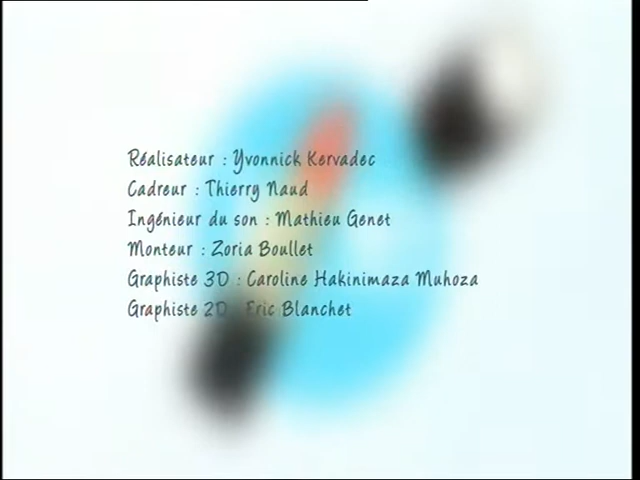 Réalisateur : Yvonnick Kervadec
Cadreur : Thierry Naud
Ingénieur du son : Mathieu Genet
Monteur : Zoria Boullet
Graphiste 3D : Caroline Hakinimaza Muhoza
Graphiste 2D : Eric Blanchet